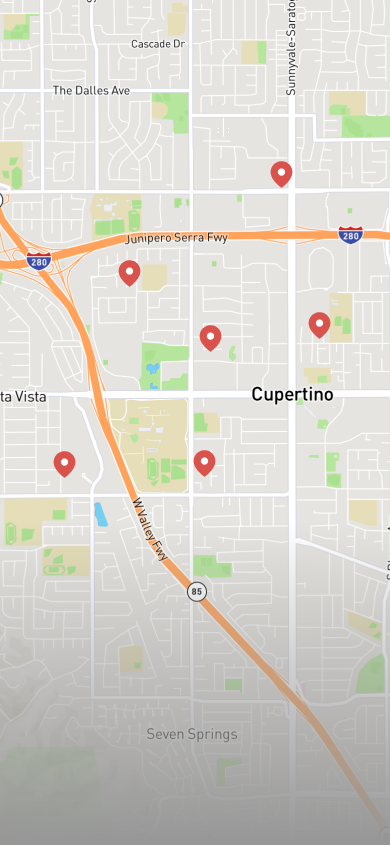 Cascade Dr
Sunnyvale-Sarato
The Dalles Ave
Junipero Serra Fwy
280
280
ta Vista
Cupertino
W Valley Fwy
85
Seven Springs